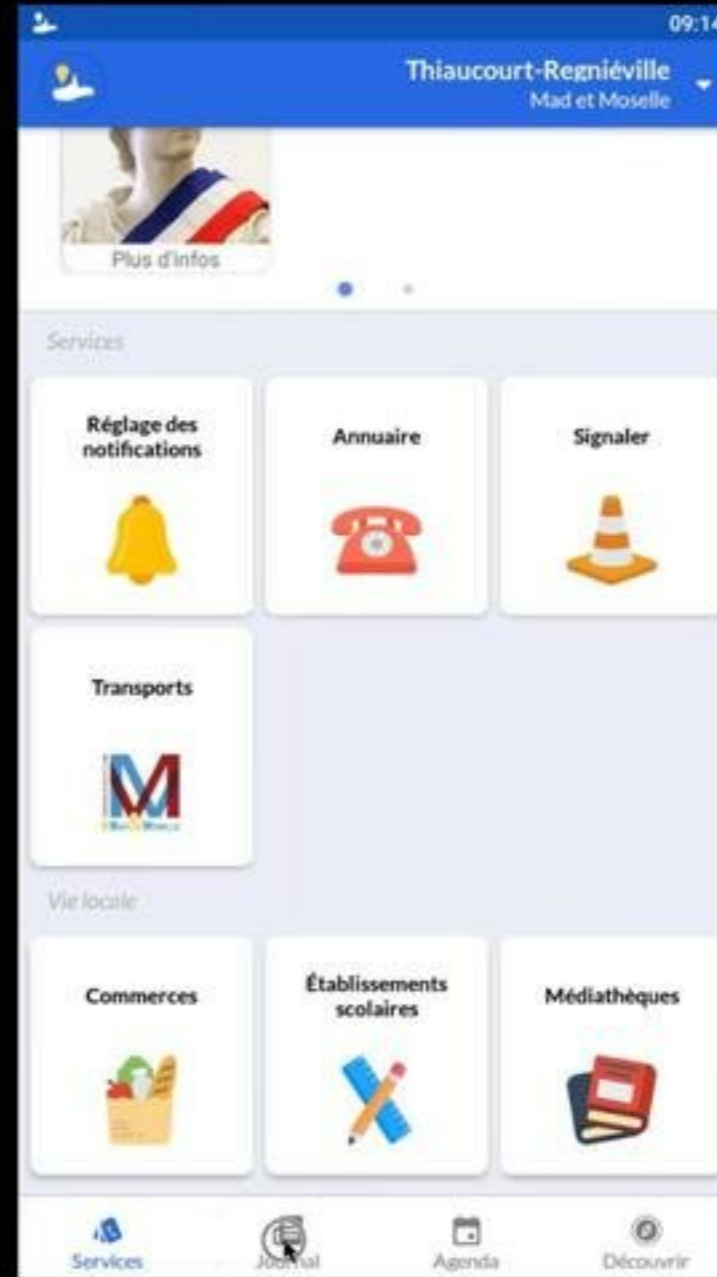 09:14
Thiaucourt-Regniéville
Mad et Moselle
Plus d'infos
Services
Réglage des
notifications
Annuaire
Signaler
Transports
Vie locale
Commerces
Établissements
scolaires
Médiathèques
Services
Journal
Agenda
Découvrir